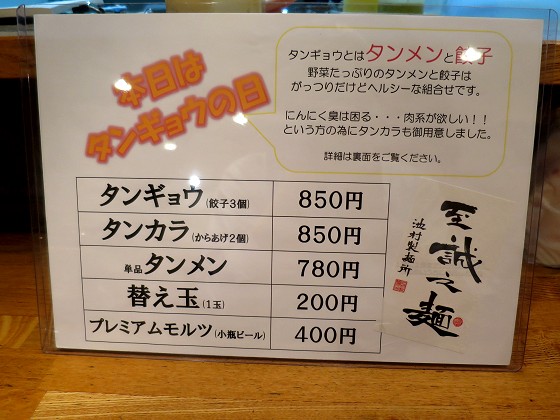 本日は
タンギョウの日
タンギョウとはタンメンと餃子
野菜たっぷりのタンメンと餃子は
がっつりだけどヘルシーな組合せです。
にんにく臭は困る・・・肉系が欲しい！！
という方の為にタンカラも御用意しました。
詳細は裏面をご覧ください。
タンギョウ(餃子3個) 850円
タンカラ(からあげ2個) 850円
単品タンメン 780円
替え玉(1玉) 200円
プレミアムモルツ(小瓶ビール) 400円
至誠之麺
池村製麺所